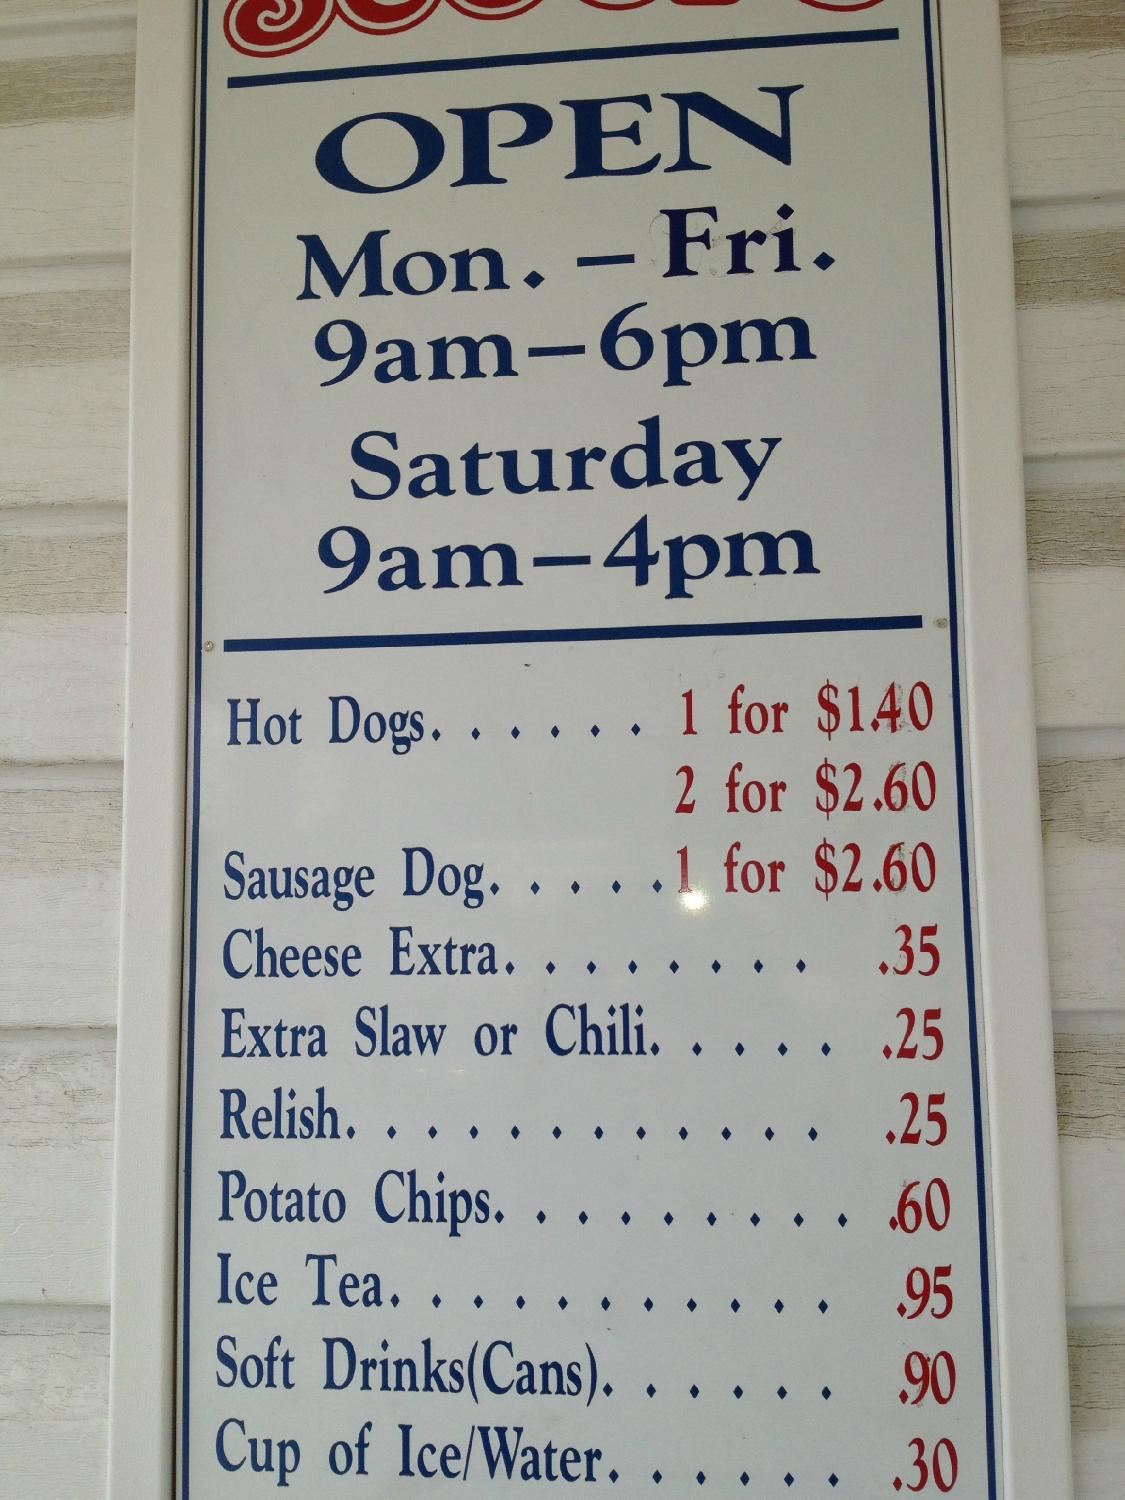 OPEN
Mon. – Fri.
9am – 6pm
Saturday
9am – 4pm
Hot Dogs. . . . . . 1 for $1.40
2 for $2.60
Sausage Dog. . . . . 1 for $2.60
Cheese Extra. . . . . . . . .35
Extra Slaw or Chili. . . . . .25
Relish. . . . . . . . . . . . .25
Potato Chips. . . . . . . . . .60
Ice Tea. . . . . . . . . . . .95
Soft Drinks(Cans). . . . . . .90
Cup of Ice/Water. . . . . . .30